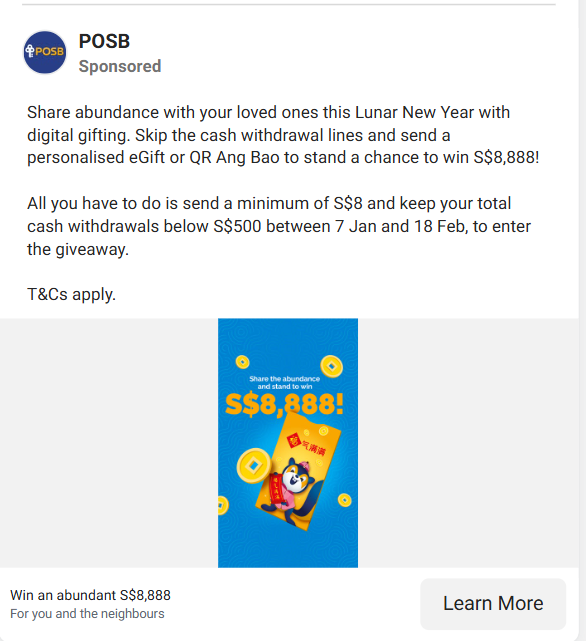 POSB
POSB
Sponsored
Share abundance with your loved ones this Lunar New Year with
digital gifting. Skip the cash withdrawal lines and send a
personalised eGift or QR Ang Bao to stand a chance to win S$8,888!
All you have to do is send a minimum of S$8 and keep your total
cash withdrawals below S$500 between 7 Jan and 18 Feb, to enter
the giveaway.
T&Cs apply.
Share the abundance
and stand to win
S$8,888!
气满满
Win an abundant S$8,888
For you and the neighbours
Learn More